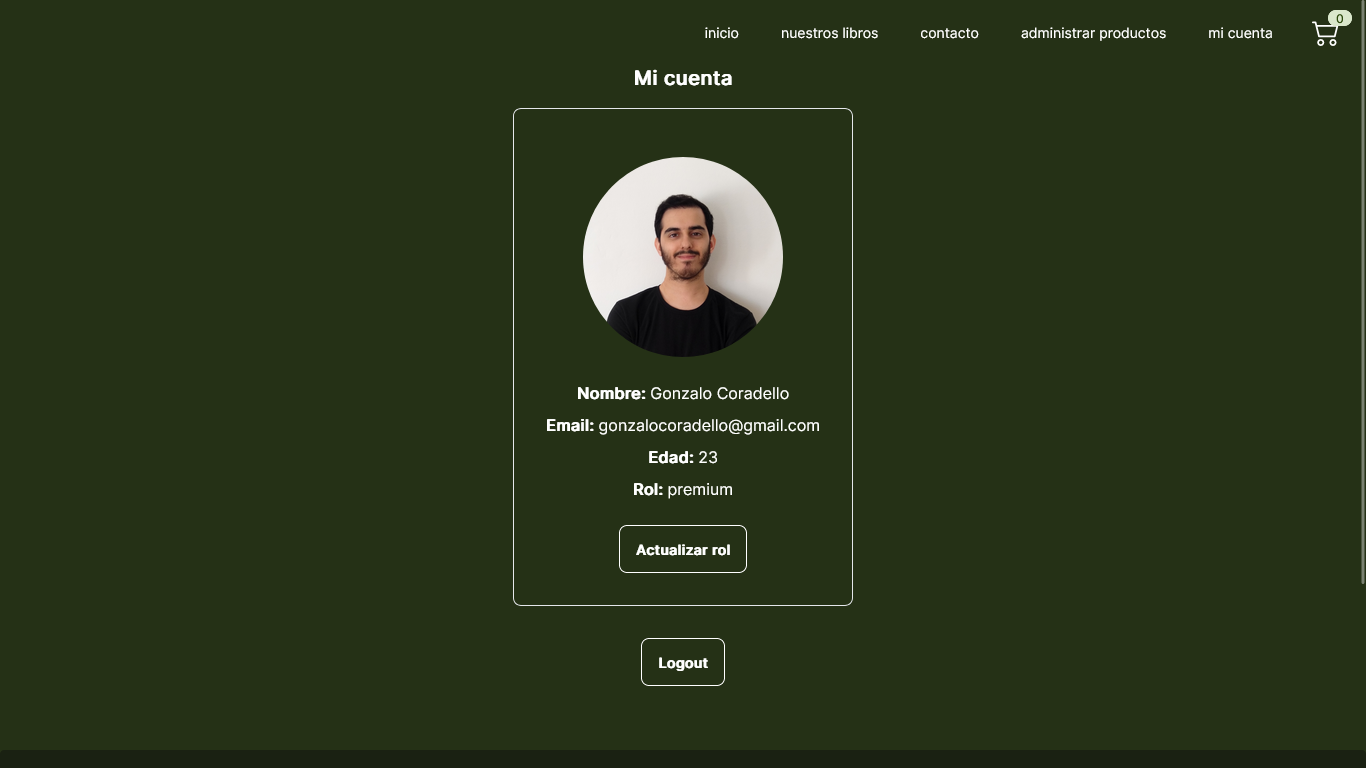 inicio nuestros libros contacto administrar productos mi cuenta 0
Mi cuenta
Nombre: Gonzalo Coradello
Email: gonzalocoradello@gmail.com
Edad: 23
Rol: premium
Actualizar rol
Logout